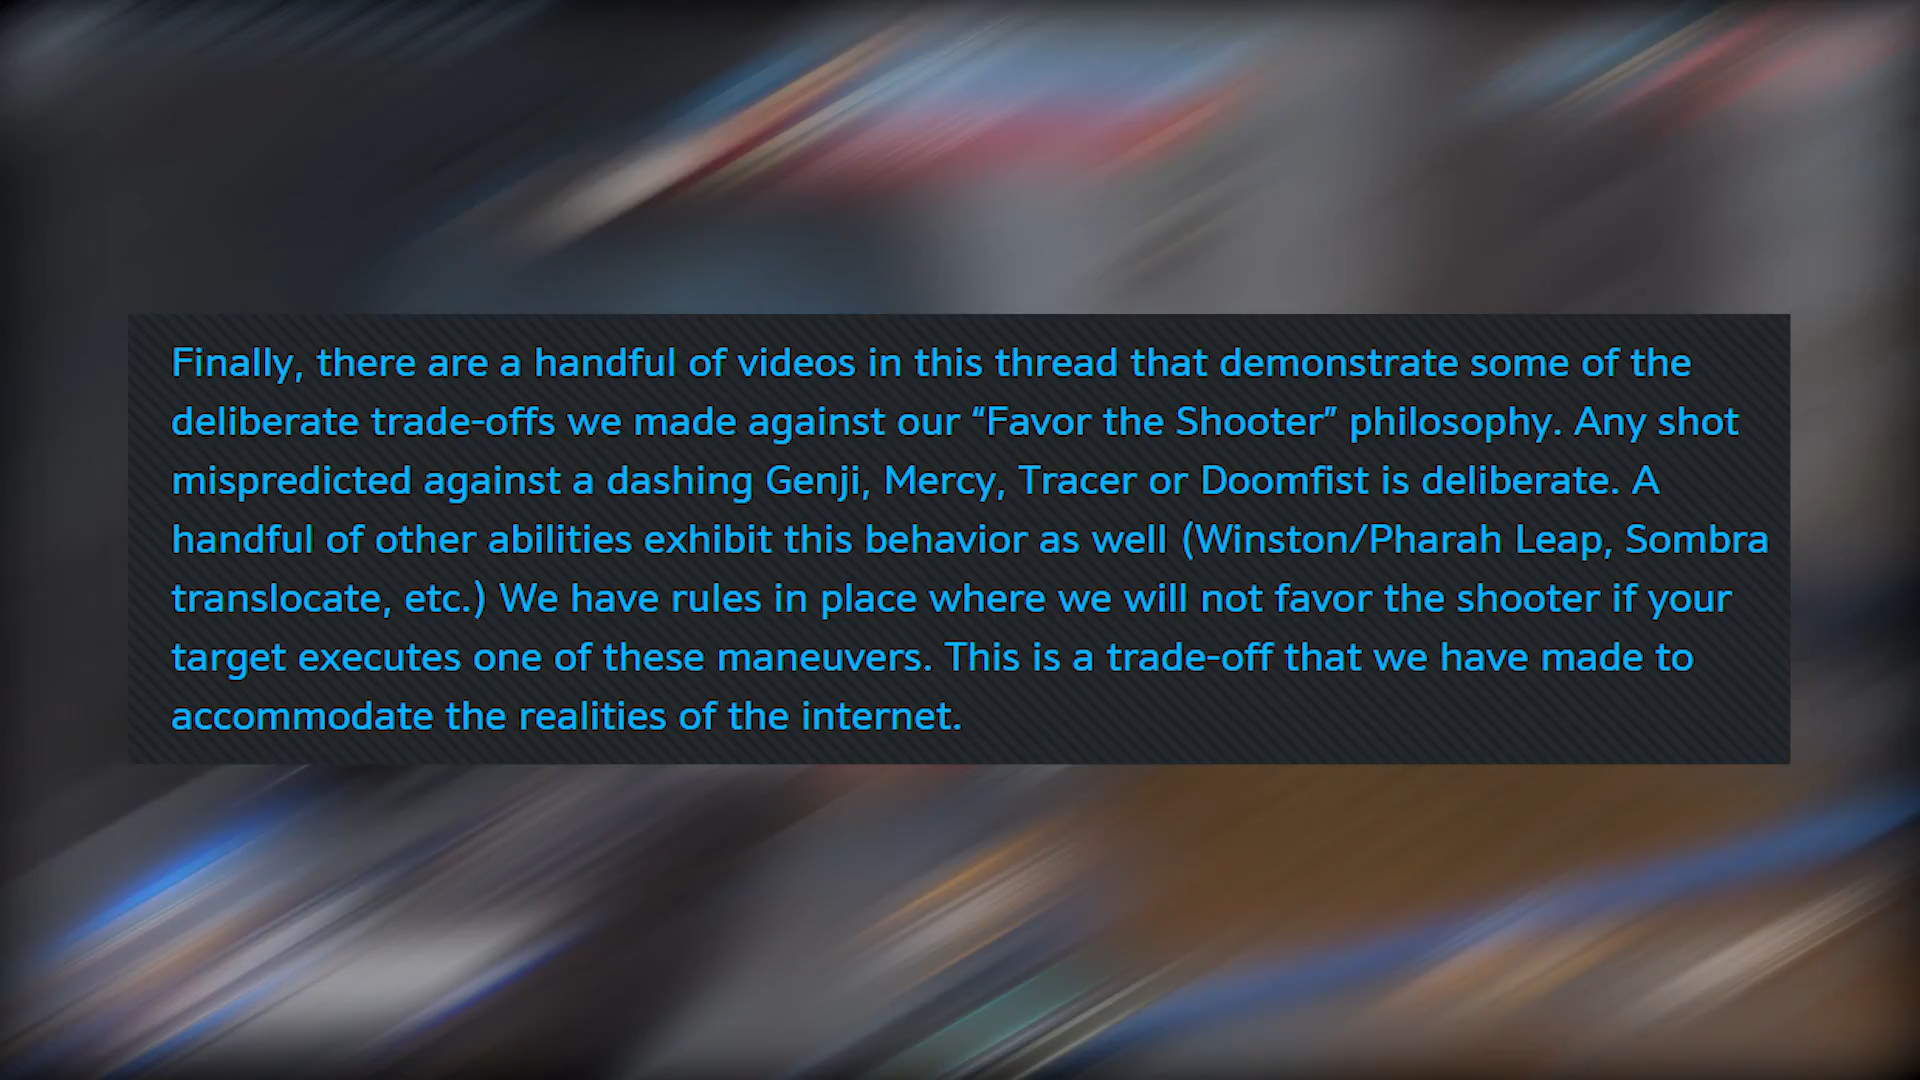 Finally, there are a handful of videos in this thread that demonstrate some of the
deliberate trade-offs we made against our “Favor the Shooter” philosophy. Any shot
mispredicted against a dashing Genji, Mercy, Tracer or Doomfist is deliberate. A
handful of other abilities exhibit this behavior as well (Winston/Pharah Leap, Sombra
translocate, etc.) We have rules in place where we will not favor the shooter if your
target executes one of these maneuvers. This is a trade-off that we have made to
accommodate the realities of the internet.